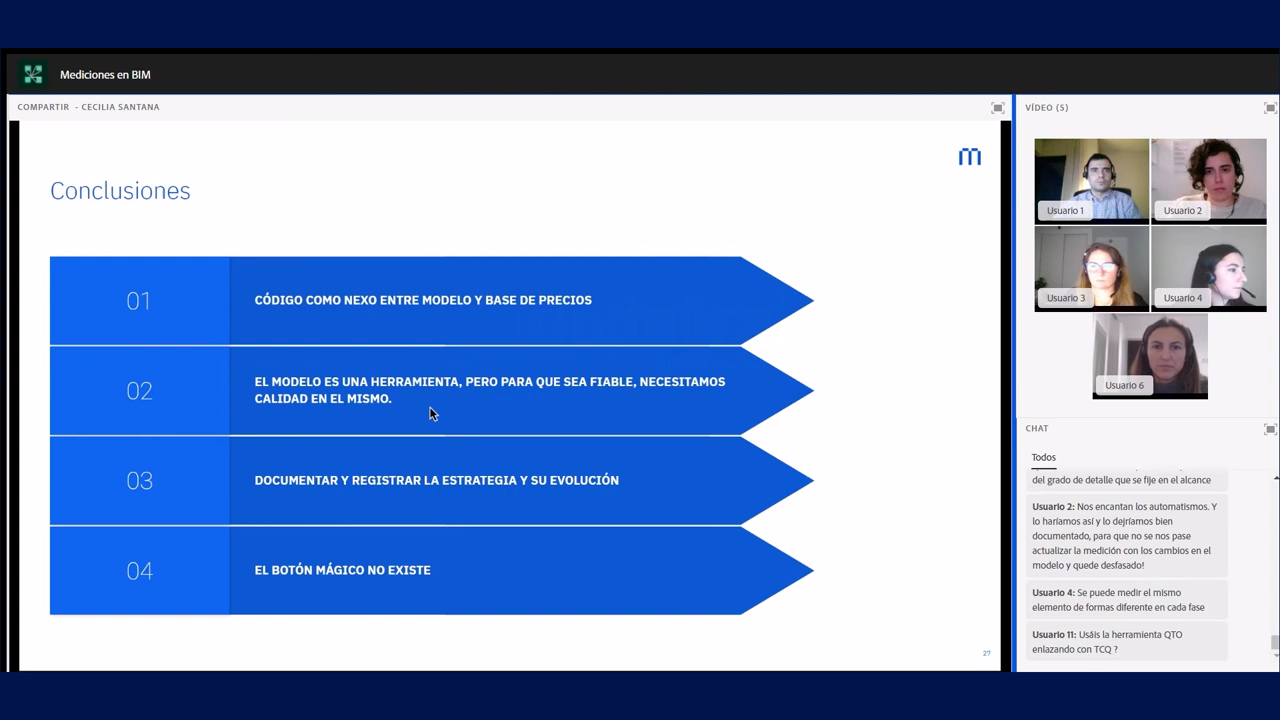 Mediciones en BIM
COMPARTIR - CECILIA SANTANA
Conclusiones
01
CÓDIGO COMO NEXO ENTRE MODELO Y BASE DE PRECIOS
02
EL MODELO ES UNA HERRAMIENTA, PERO PARA QUE SEA FIABLE, NECESITAMOS
CALIDAD EN EL MISMO.
03
DOCUMENTAR Y REGISTRAR LA ESTRATEGIA Y SU EVOLUCIÓN
04
EL BOTÓN MÁGICO NO EXISTE
27
VÍDEO (5)
Usuario 1
Usuario 2
Usuario 3
Usuario 4
Usuario 6
CHAT
Todos
del grado de detalle que se fije en el alcance
Usuario 2: Nos encantan los automatismos. Y
lo haríamos así y lo dejríamos bien
documentado, para que no se nos pase
actualizar la medición con los cambios en el
modelo y quede desfasado!
Usuario 4: Se puede medir el mismo
elemento de formas diferente en cada fase
Usuario 11: Usáis la herramienta QTO
enlazando con TCQ ?